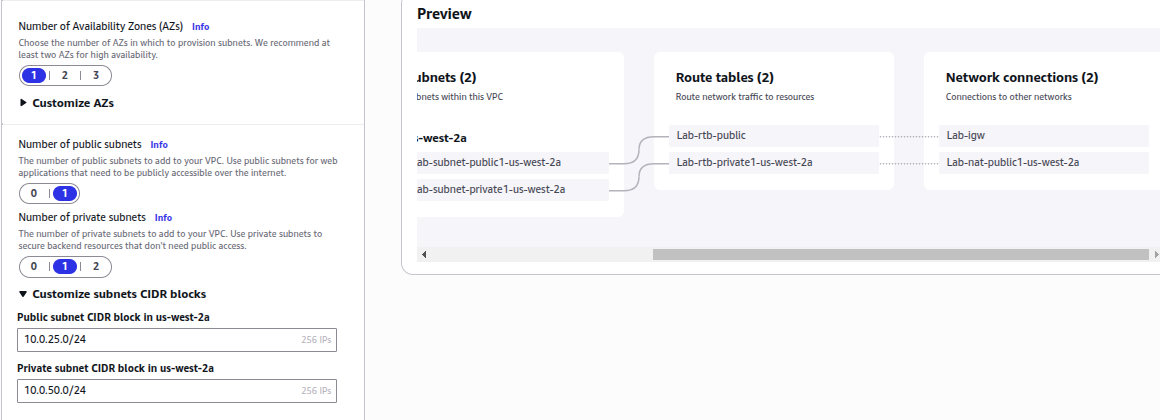 Number of Availability Zones (AZs) Info
Choose the number of AZs in which to provision subnets. We recommend at
least two AZs for high availability.
1 | 2 | 3
Customize AZs
Number of public subnets Info
The number of public subnets to add to your VPC. Use public subnets for web
applications that need to be publicly accessible over the internet.
0 | 1
Number of private subnets Info
The number of private subnets to add to your VPC. Use private subnets to
secure backend resources that don't need public access.
0 | 1 | 2
Customize subnets CIDR blocks
Public subnet CIDR block in us-west-2a
10.0.25.0/24 256 IPs
Private subnet CIDR block in us-west-2a
10.0.50.0/24 256 IPs
Preview
ubnets (2)
bnets within this VPC
s-west-2a
ab-subnet-public1-us-west-2a
ab-subnet-private1-us-west-2a
Route tables (2)
Route network traffic to resources
Lab-rtb-public
Lab-rtb-private1-us-west-2a
Network connections (2)
Connections to other networks
Lab-igw
Lab-nat-public1-us-west-2a